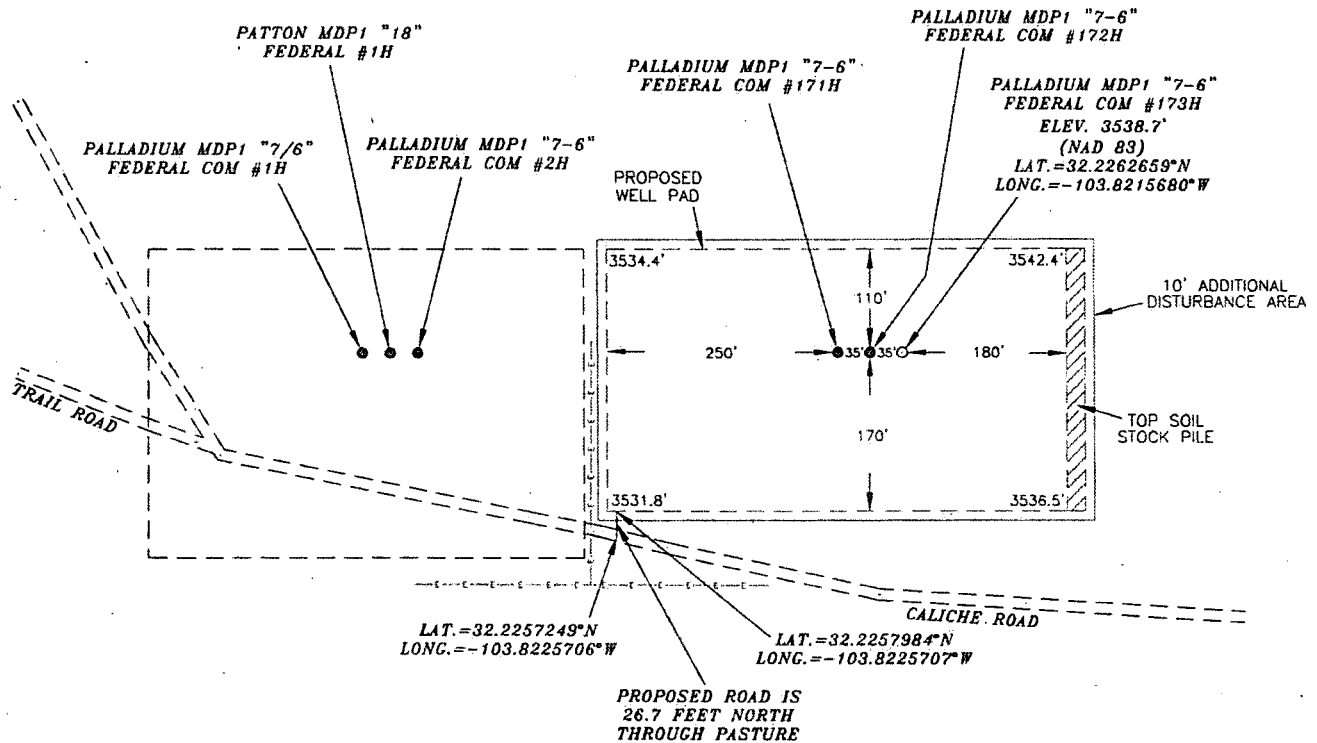 PATTON MDP1 "18"
FEDERAL #1H
PALLADIUM MDP1 "7-6"
FEDERAL COM #172H
PALLADIUM MDP1 "7-6"
FEDERAL COM #171H
PALLADIUM MDP1 "7-6"
FEDERAL COM #173H
ELEV. 3538.7'
(NAD 83)
LAT.=32.2262659°N
LONG.=-103.8215680°W
PALLADIUM MDP1 "7/6"
FEDERAL COM #1H
PALLADIUM MDP1 "7-6"
FEDERAL COM #2H
PROPOSED
WELL PAD
3534.4'
3542.4'
10' ADDITIONAL
DISTURBANCE AREA
110'
250'
35'
35'
180'
TRAIL ROAD
TOP SOIL
STOCK PILE
170'
3531.8'
3536.5'
E E E E E E E E E
CALICHE ROAD
LAT.=32.2257249°N
LONG.=-103.8225706°W
LAT.=32.2257984°N
LONG.=-103.8225707°W
PROPOSED ROAD IS
26.7 FEET NORTH
THROUGH PASTURE